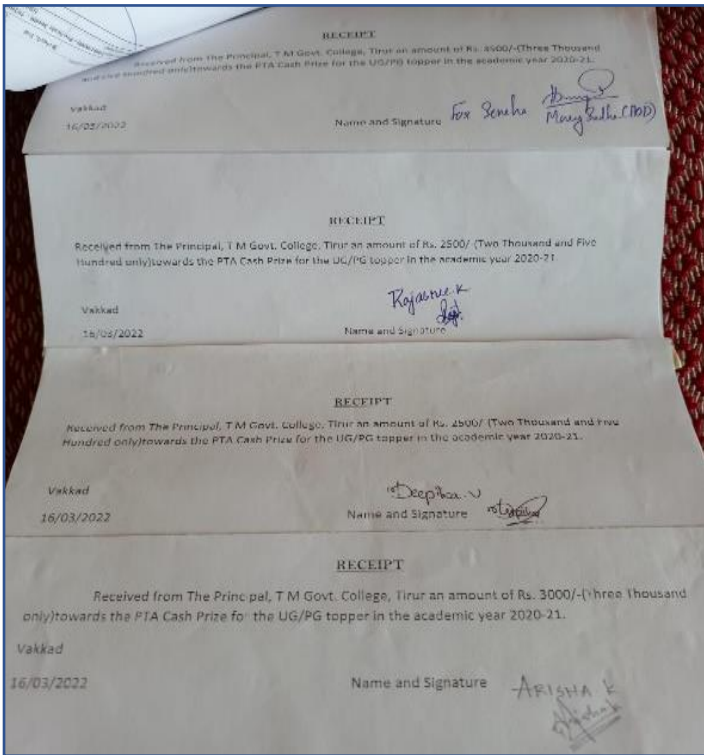 RECEIPT
Received from The Principal, T M Govt. College, Tirur an amount of Rs. 3500/-(Three Thousand
and Five Hundred only)towards the PTA Cash Prize for the UG/PG topper in the academic year 2020-21.
Vakkad
16/03/2022 Name and Signature For Seneha
(HOD)
RECEIPT
Received from The Principal, T M Govt. College, Tirur an amount of Rs. 2500/-(Two Thousand and Five
Hundred only)towards the PTA Cash Prize for the UG/PG topper in the academic year 2020-21.
Rajasree.K
Vakkad
16/03/2022 Name and Signature
RECEIPT
Received from The Principal, T M Govt. College, Tirur an amount of Rs. 2500/-(Two Thousand and Five
Hundred only)towards the PTA Cash Prize for the UG/PG topper in the academic year 2020-21.
Vakkad Deepika.V
16/03/2022 Name and Signature
RECEIPT
Received from The Principal, T M Govt. College, Tirur an amount of Rs. 3000/-(Three Thousand
only)towards the PTA Cash Prize for the UG/PG topper in the academic year 2020-21.
Vakkad
16/03/2022 Name and Signature ARISHA K